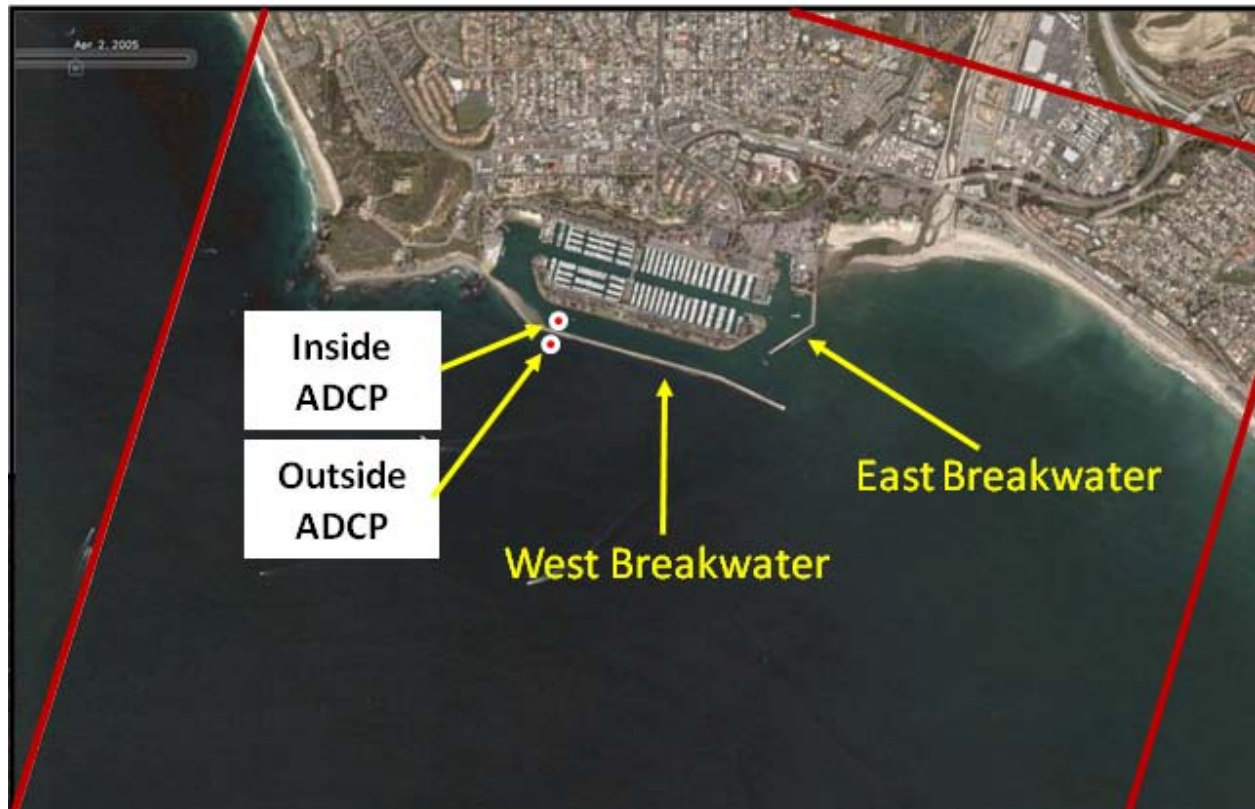 Apr 2, 2005
Inside
ADCP
Outside
ADCP
East Breakwater
West Breakwater